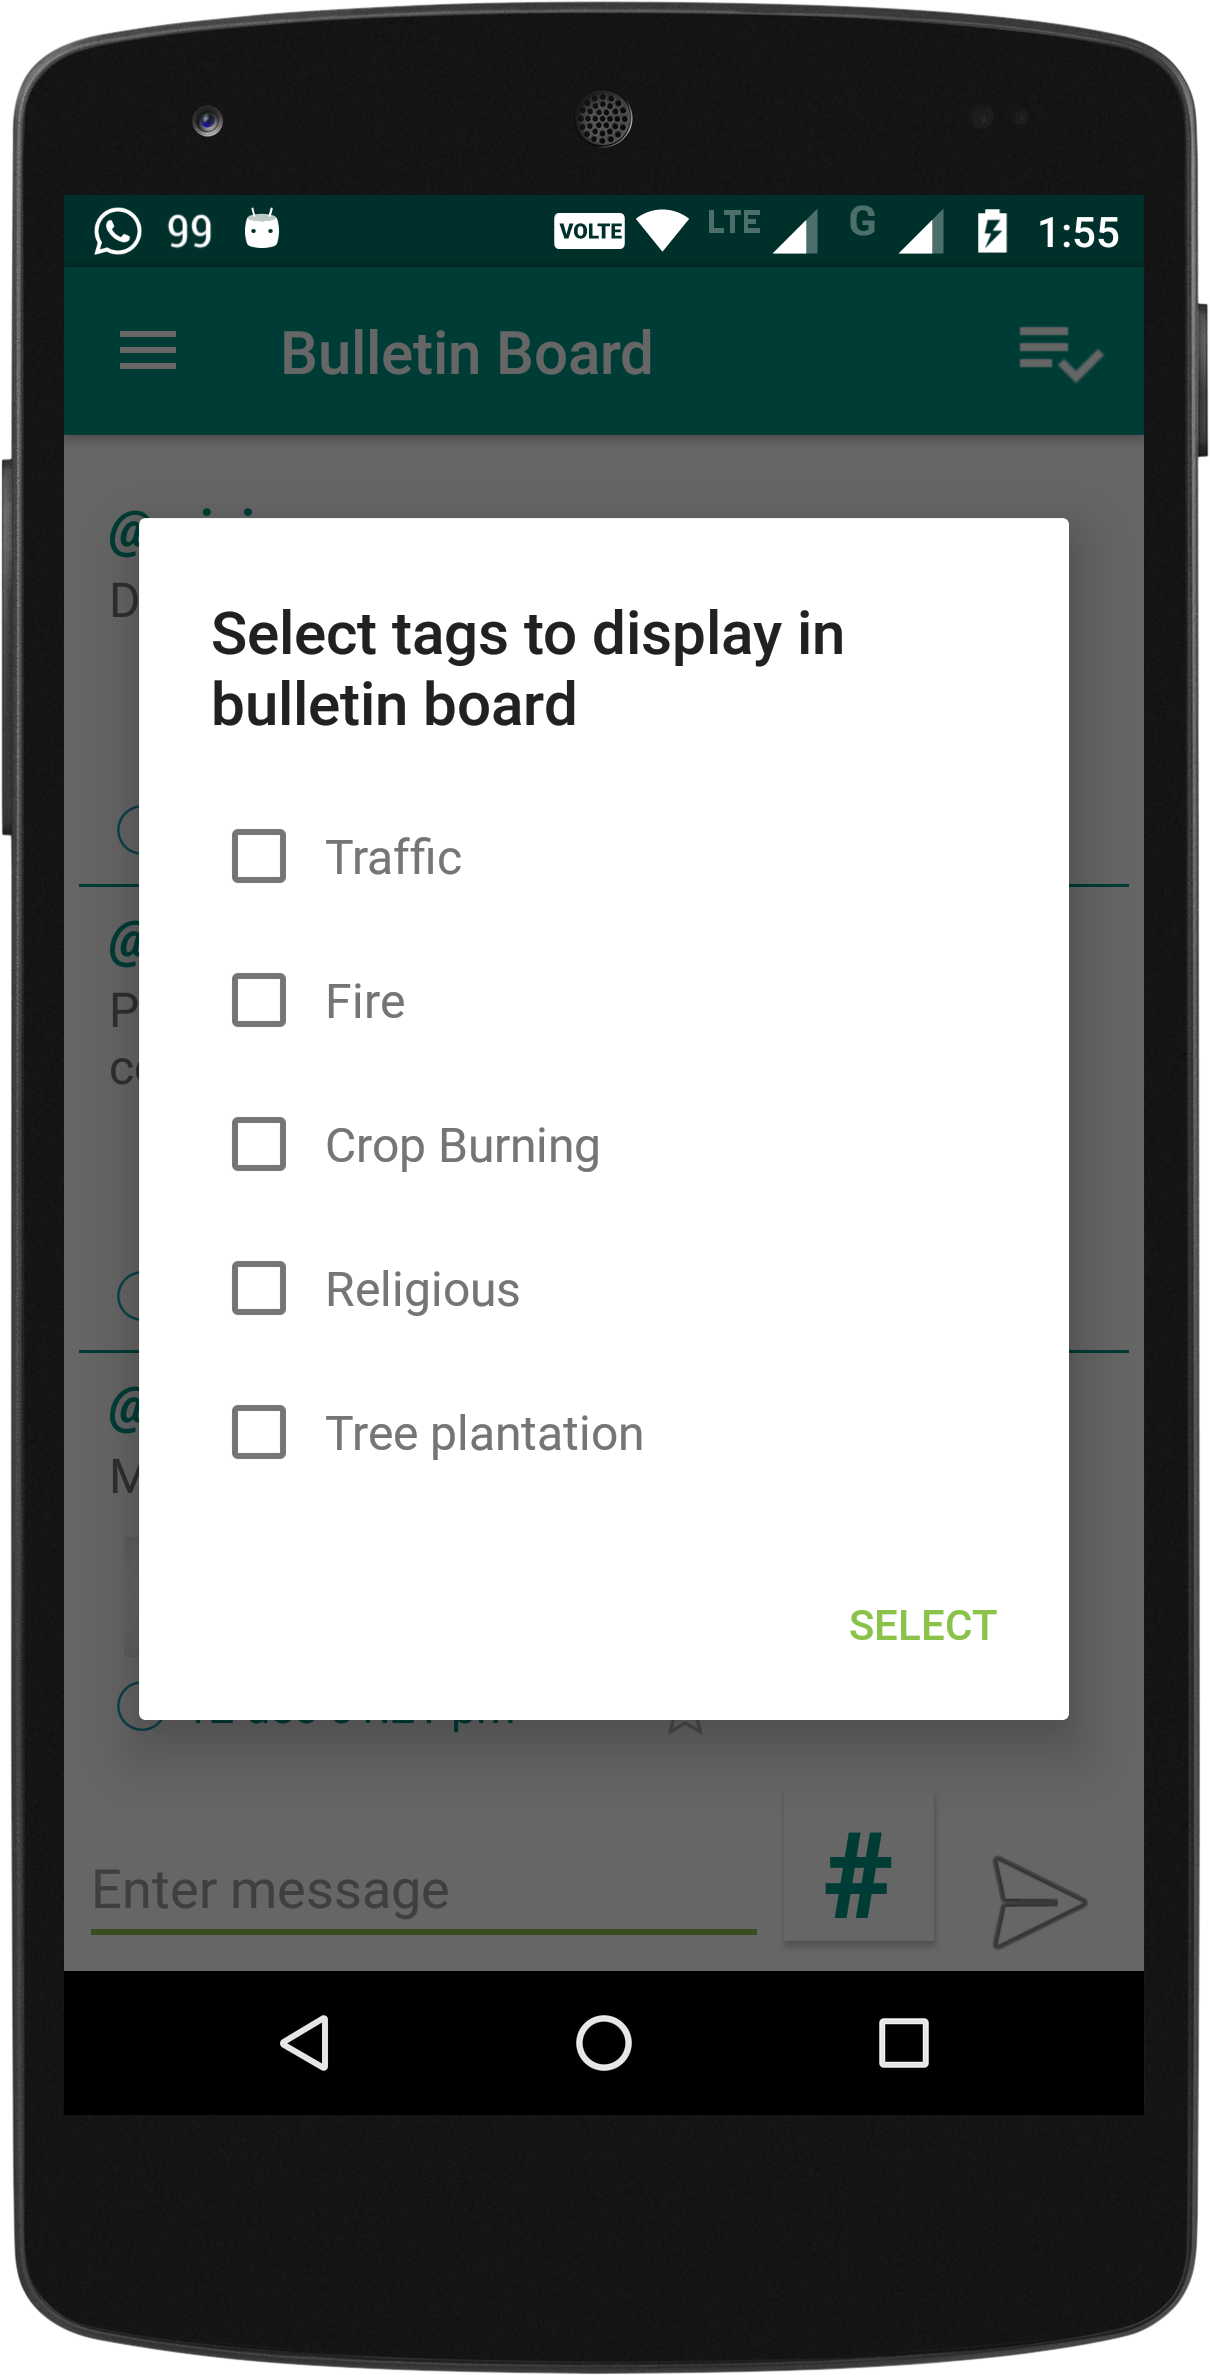 99 VOLTE LTE G 1:55
Bulletin Board
Select tags to display in
bulletin board
Traffic
Fire
Crop Burning
Religious
Tree plantation
SELECT
Enter message
#